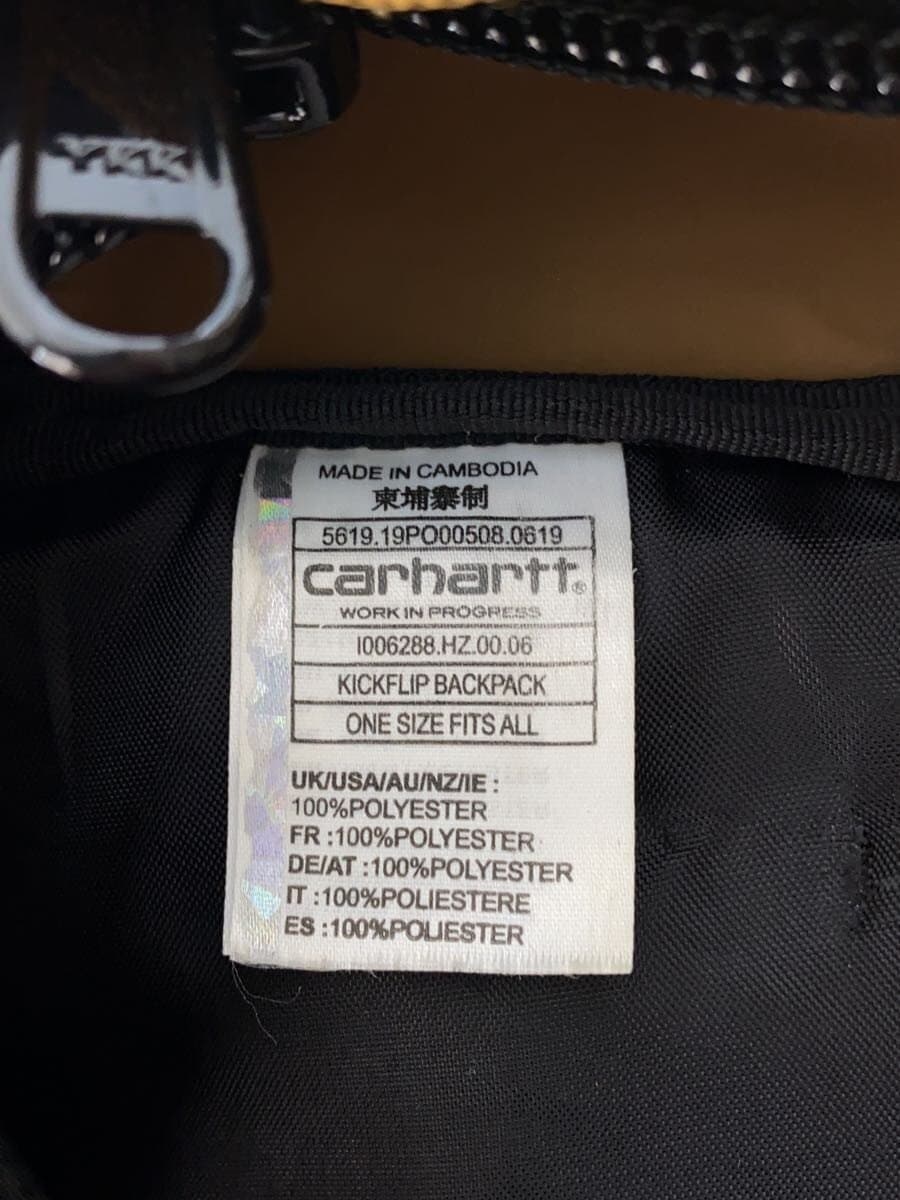 YKK
MADE IN CAMBODIA
柬埔寨制
5619.19PO00508.0619
carhartt®
WORK IN PROGRESS
I006288.HZ.00.06
KICKFLIP BACKPACK
ONE SIZE FITS ALL
UK/USA/AU/NZ/IE :
100%POLYESTER
FR :100%POLYESTER
DE/AT :100%POLYESTER
IT :100%POLIESTERE
ES :100%POLIESTER